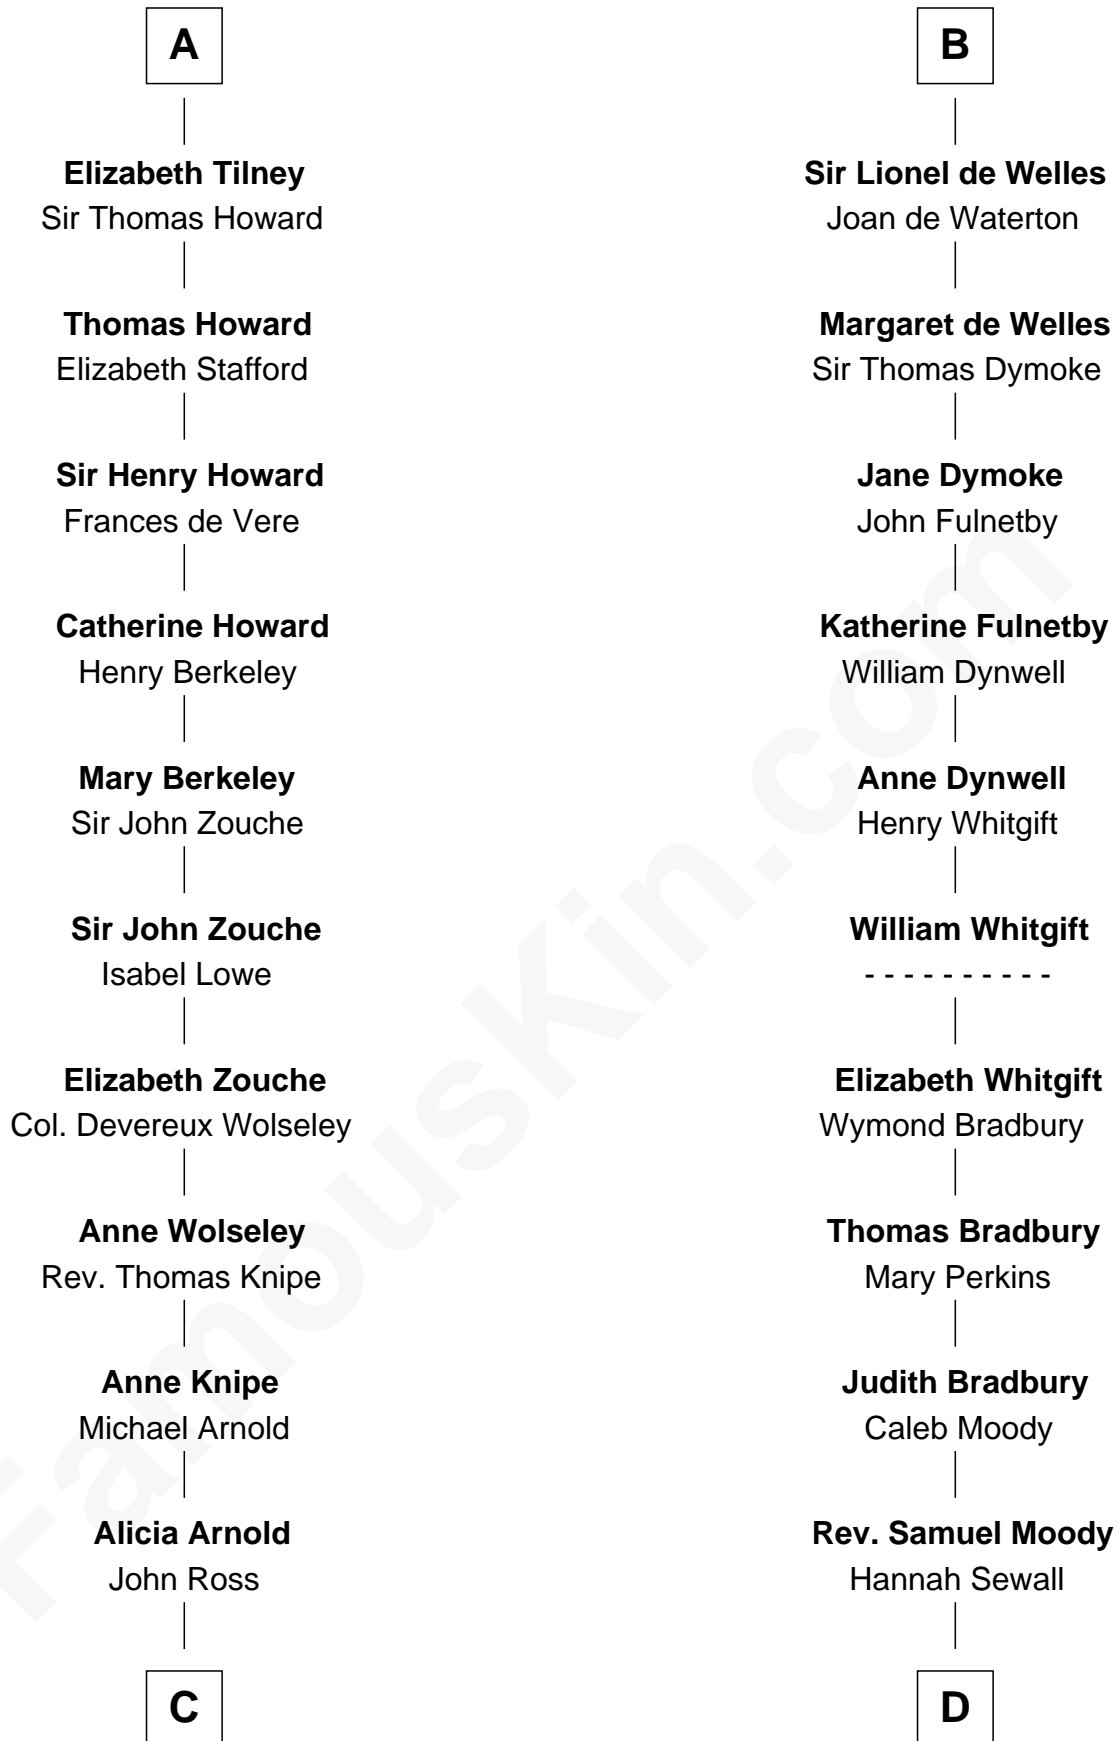 A
Elizabeth Tilney
Sir Thomas Howard
Thomas Howard
Elizabeth Stafford
Sir Henry Howard
Frances de Vere
Catherine Howard
Henry Berkeley
Mary Berkeley
Sir John Zouche
Sir John Zouche
Isabel Lowe
Elizabeth Zouche
Col. Devereux Wolseley
Anne Wolseley
Rev. Thomas Knipe
Anne Knipe
Michael Arnold
Alicia Arnold
John Ross
C
B
Sir Lionel de Welles
Joan de Waterton
Margaret de Welles
Sir Thomas Dymoke
Jane Dymoke
John Fulnetby
Katherine Fulnetby
William Dynwell
Anne Dynwell
Henry Whitgift
William Whitgift
- - - - - - - - - -
Elizabeth Whitgift
Wymond Bradbury
Thomas Bradbury
Mary Perkins
Judith Bradbury
Caleb Moody
Rev. Samuel Moody
Hannah Sewall
D
FamousKin.com